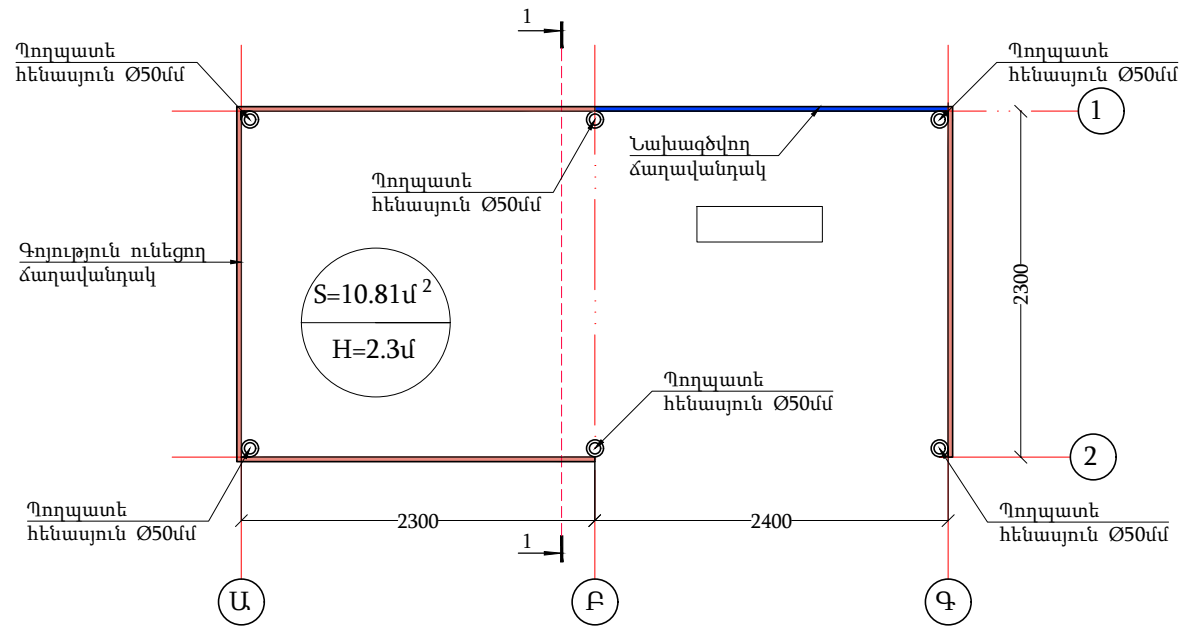 1
Պողպատե
հենասյուն Ø50մմ
Պողպատե
հենասյուն Ø50մմ
1
Նախագծվող
ճաղավանդակ
Պողպատե
հենասյուն Ø50մմ
Գոյություն ունեցող
ճաղավանդակ
S=10.81մ²
H=2.3մ
2300
Պողպատե
հենասյուն Ø50մմ
2
Պողպատե
հենասյուն Ø50մմ
Պողպատե
հենասյուն Ø50մմ
2300
2400
1
Ա
Բ
Գ